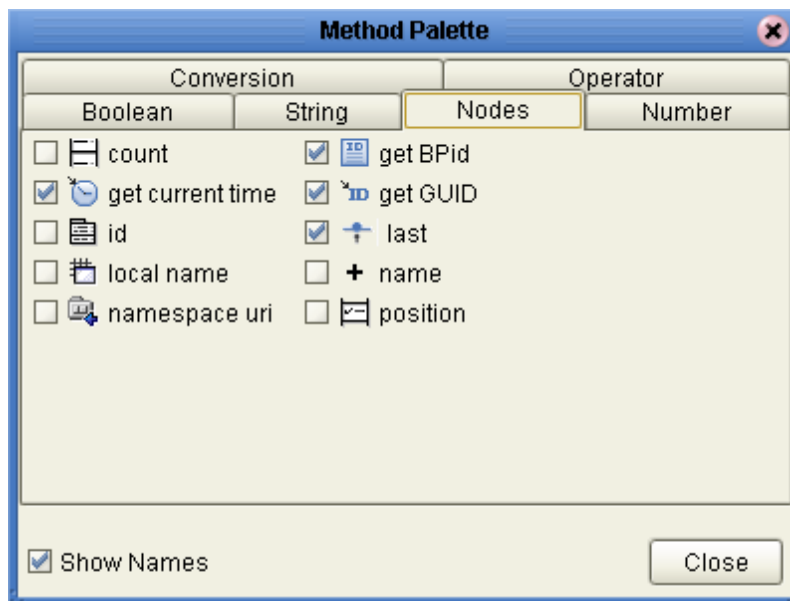 Method Palette
Conversion Operator
Boolean String Nodes Number
count get BPid
get current time ID get GUID
id last
local name name
namespace uri position
Show Names Close